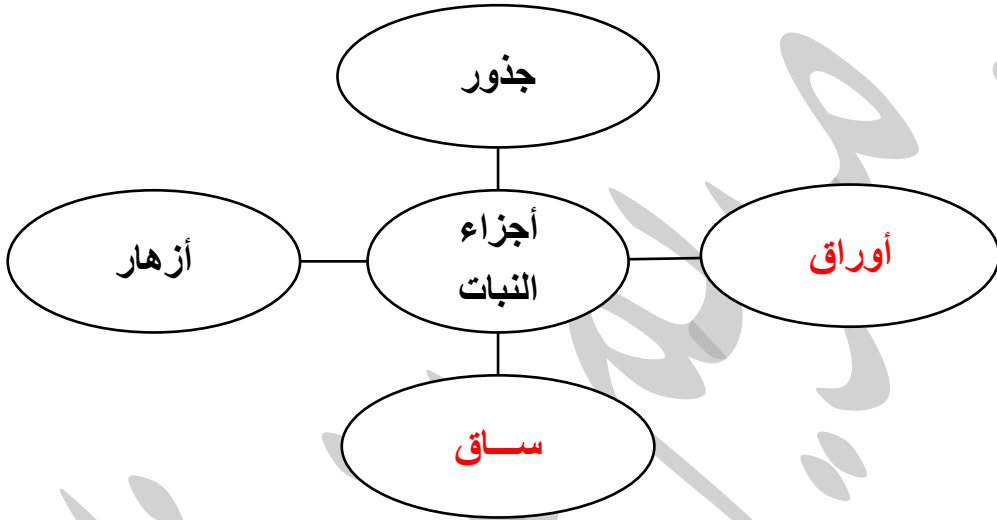 جذور
أجزاء
النبات
أوراق
أزهار
ســـاق